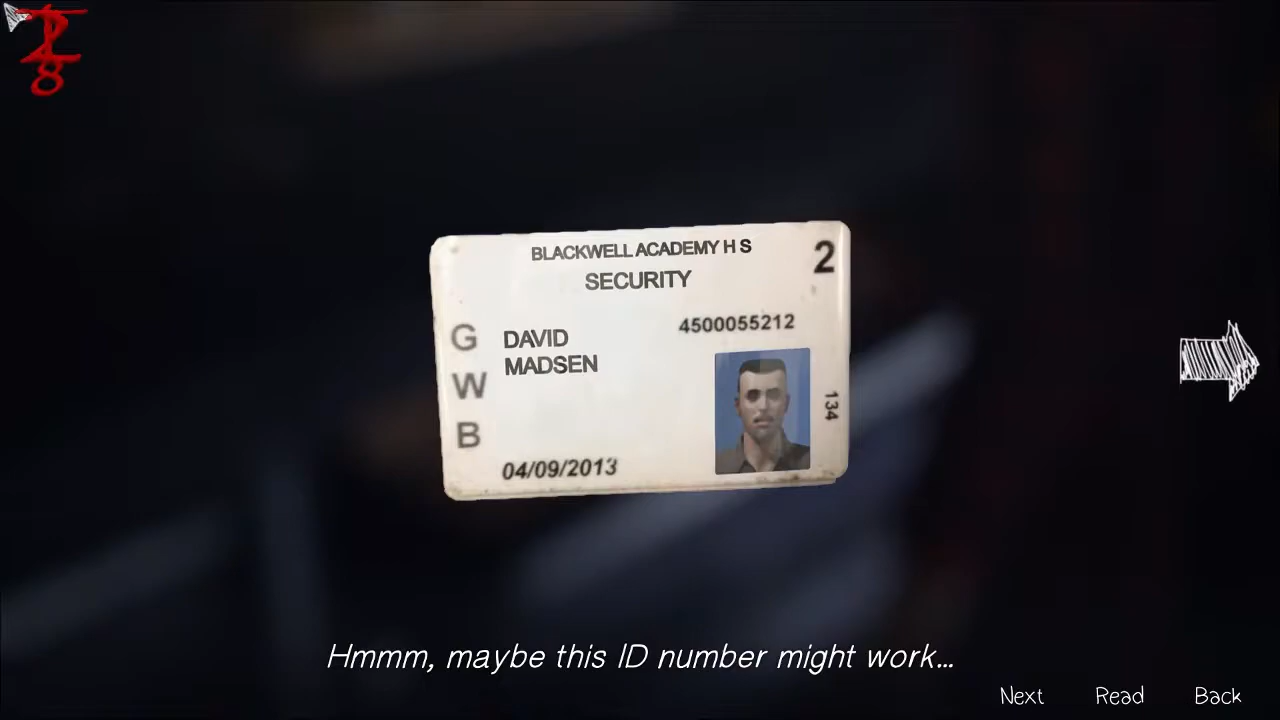 BLACKWELL ACADEMY H S
2
SECURITY
4500055212
G
W
B
DAVID
MADSEN
134
04/09/2013
Hmmm, maybe this ID number might work...
Next Read Back